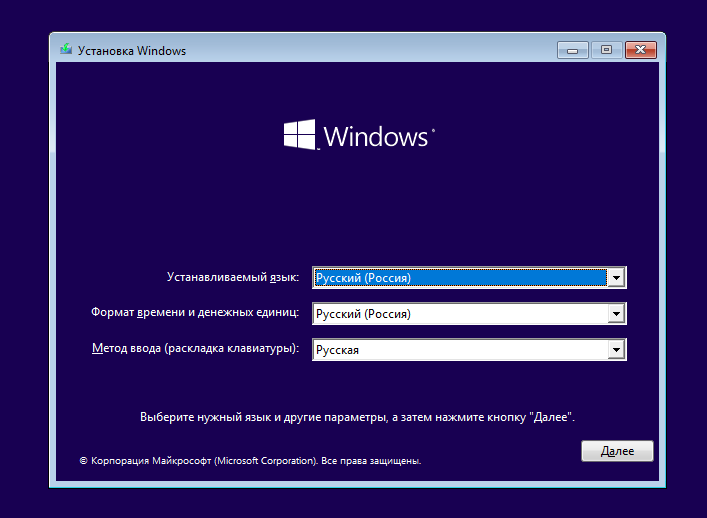 Установка Windows
Windows
Устанавливаемый язык: Русский (Россия)
Формат времени и денежных единиц: Русский (Россия)
Метод ввода (раскладка клавиатуры): Русская
Выберите нужный язык и другие параметры, а затем нажмите кнопку "Далее".
Далее
© Корпорация Майкрософт (Microsoft Corporation). Все права защищены.